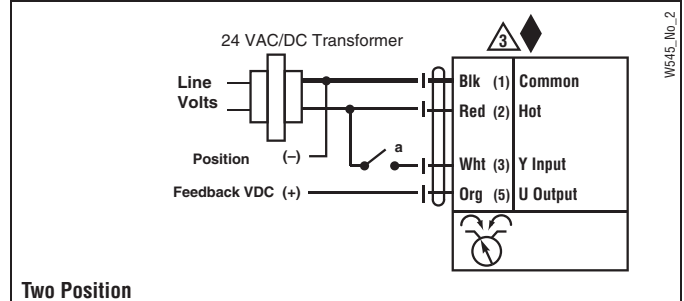 W545_No_2
24 VAC/DC Transformer
3
Line
Volts
Blk (1) Common
Red (2) Hot
a
Position (–)
Wht (3) Y Input
Feedback VDC (+)
Org (5) U Output
Two Position